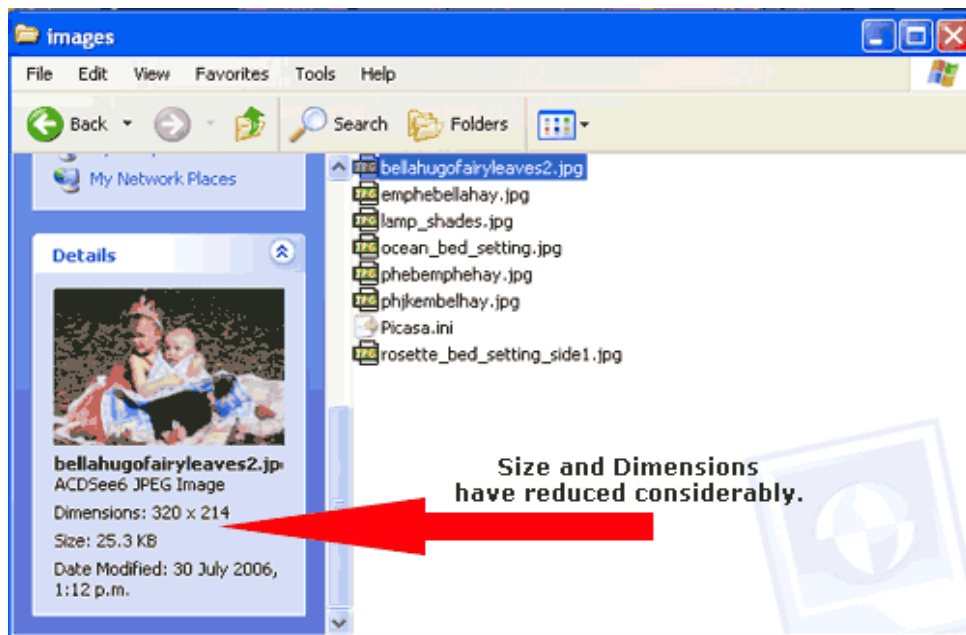 images
File Edit View Favorites Tools Help
Back Search Folders
My Network Places
Details
bellahugofairyleaves2.jp
ACDSee6 JPEG Image
Dimensions: 320 x 214
Size: 25.3 KB
Date Modified: 30 July 2006,
1:12 p.m.
bellahugofairyleaves2.jpg
emphebellahay.jpg
lamp_shades.jpg
ocean_bed_setting.jpg
phebemphehay.jpg
phjkembelhay.jpg
Picasa.ini
rosette_bed_setting_side1.jpg
Size and Dimensions
have reduced considerably.